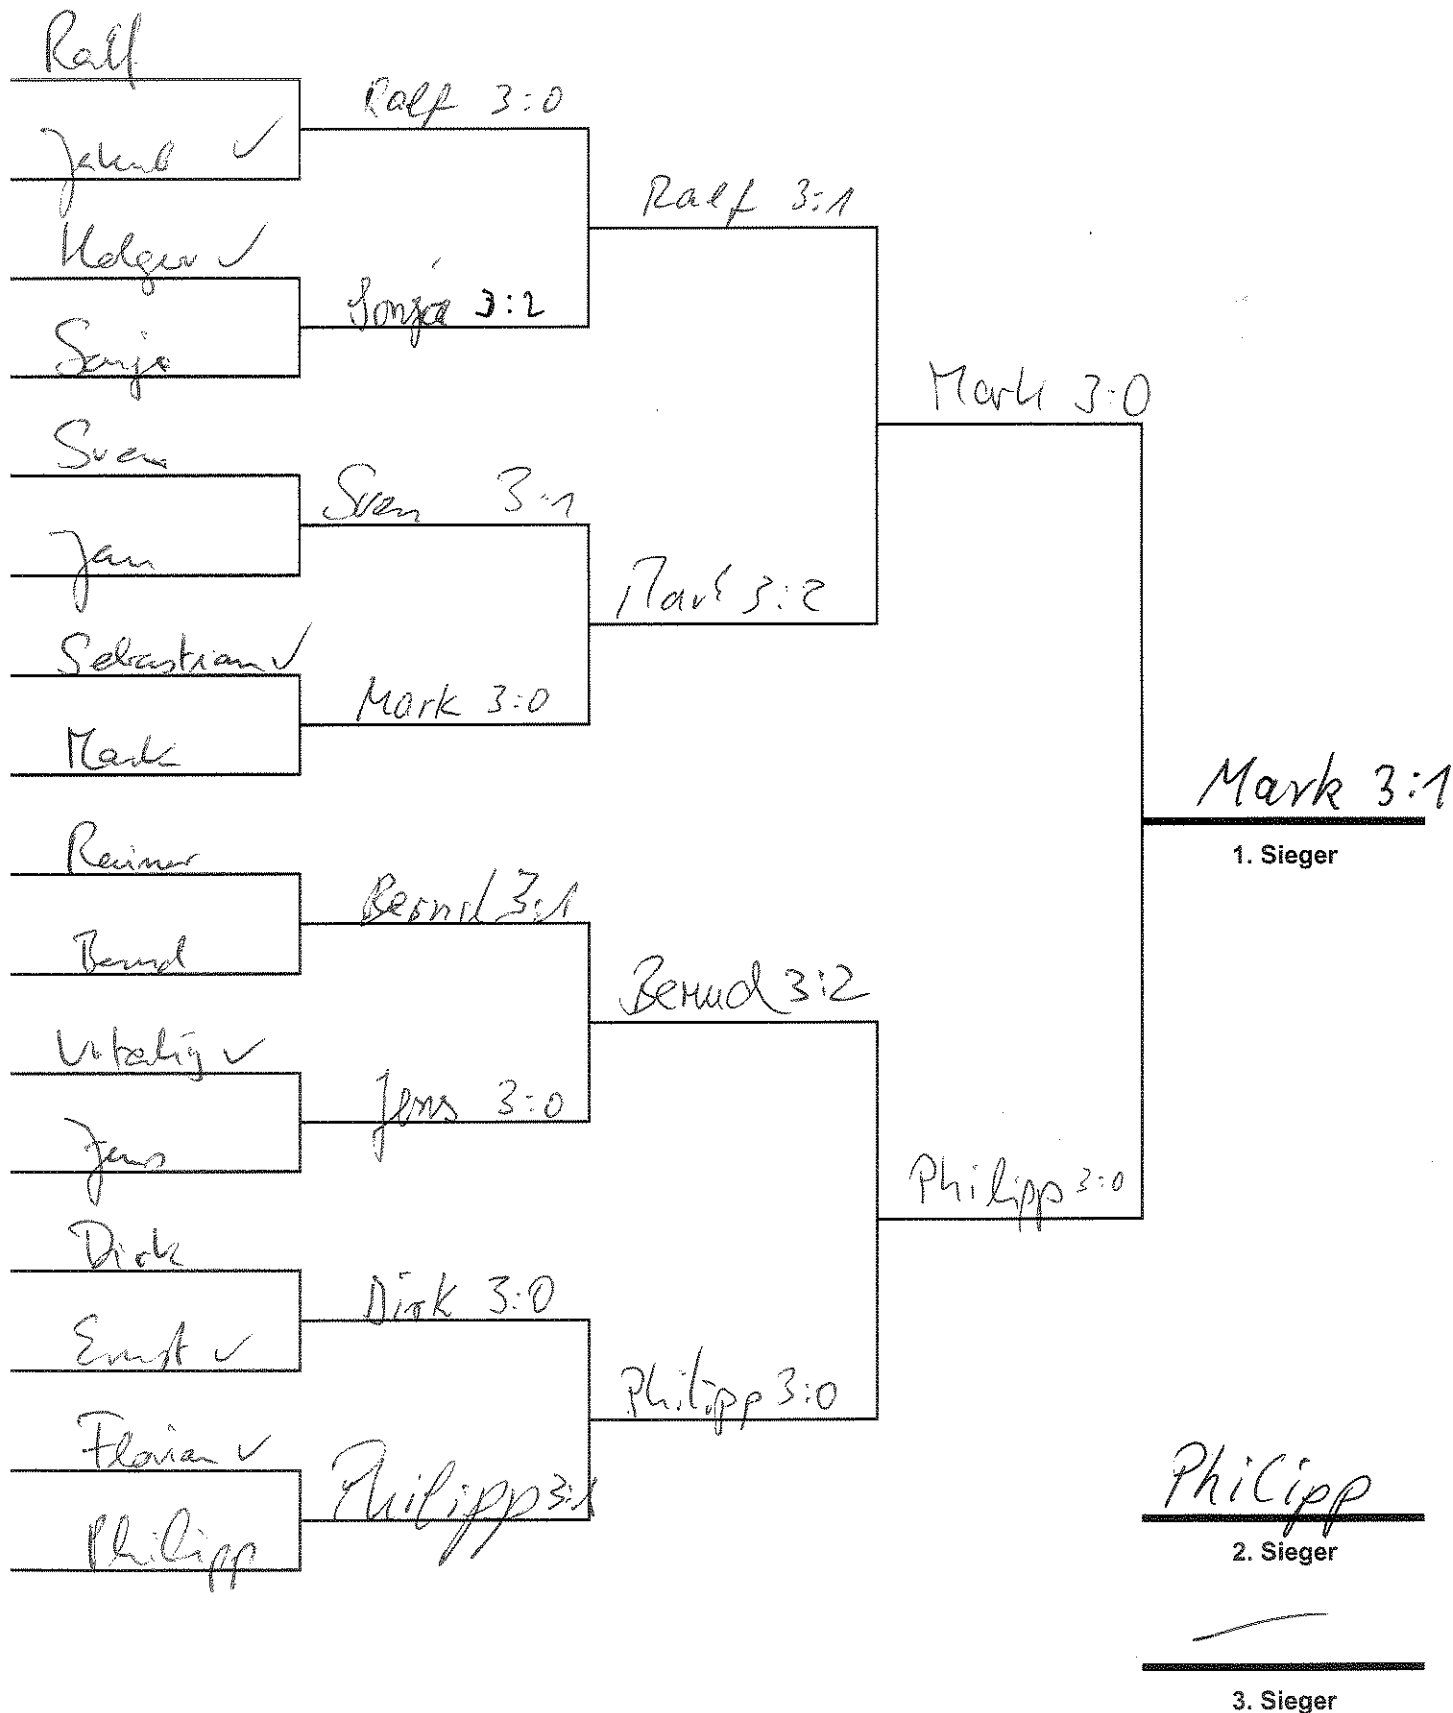 Ralf
Ralf 3:0
Jakub ✓
Ralf 3:1
Holger ✓
Sonja 3:2
Sonja
Mark 3:0
Sven
Sven 3:1
Jan
Mark 3:2
Sebastian ✓
Mark 3:0
Mark
Mark 3:1
1. Sieger
Rainer
Bernd 3:1
Bernd
Bernd 3:2
Vitalij ✓
Jens 3:0
Jens
Philipp 3:0
Dirk
Dirk 3:0
Ernst ✓
Philipp 3:0
Florian ✓
Philipp 3:1
Philipp
Philipp
2. Sieger
3. Sieger